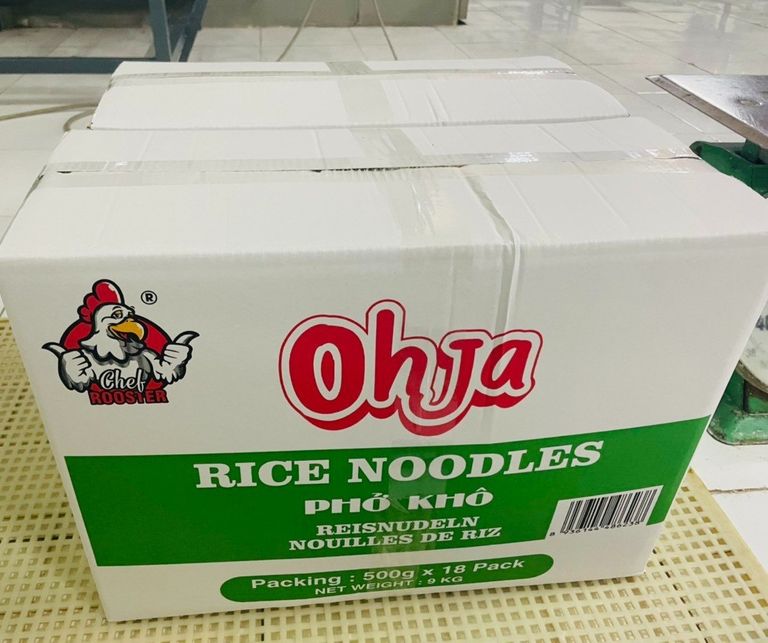 ®
Chef
ROOSTER
OhJa
RICE NOODLES
PHỞ KHÔ
REISNUDELN
NOUILLES DE RIZ
Packing : 500g x 18 Pack
NET WEIGHT : 9 KG